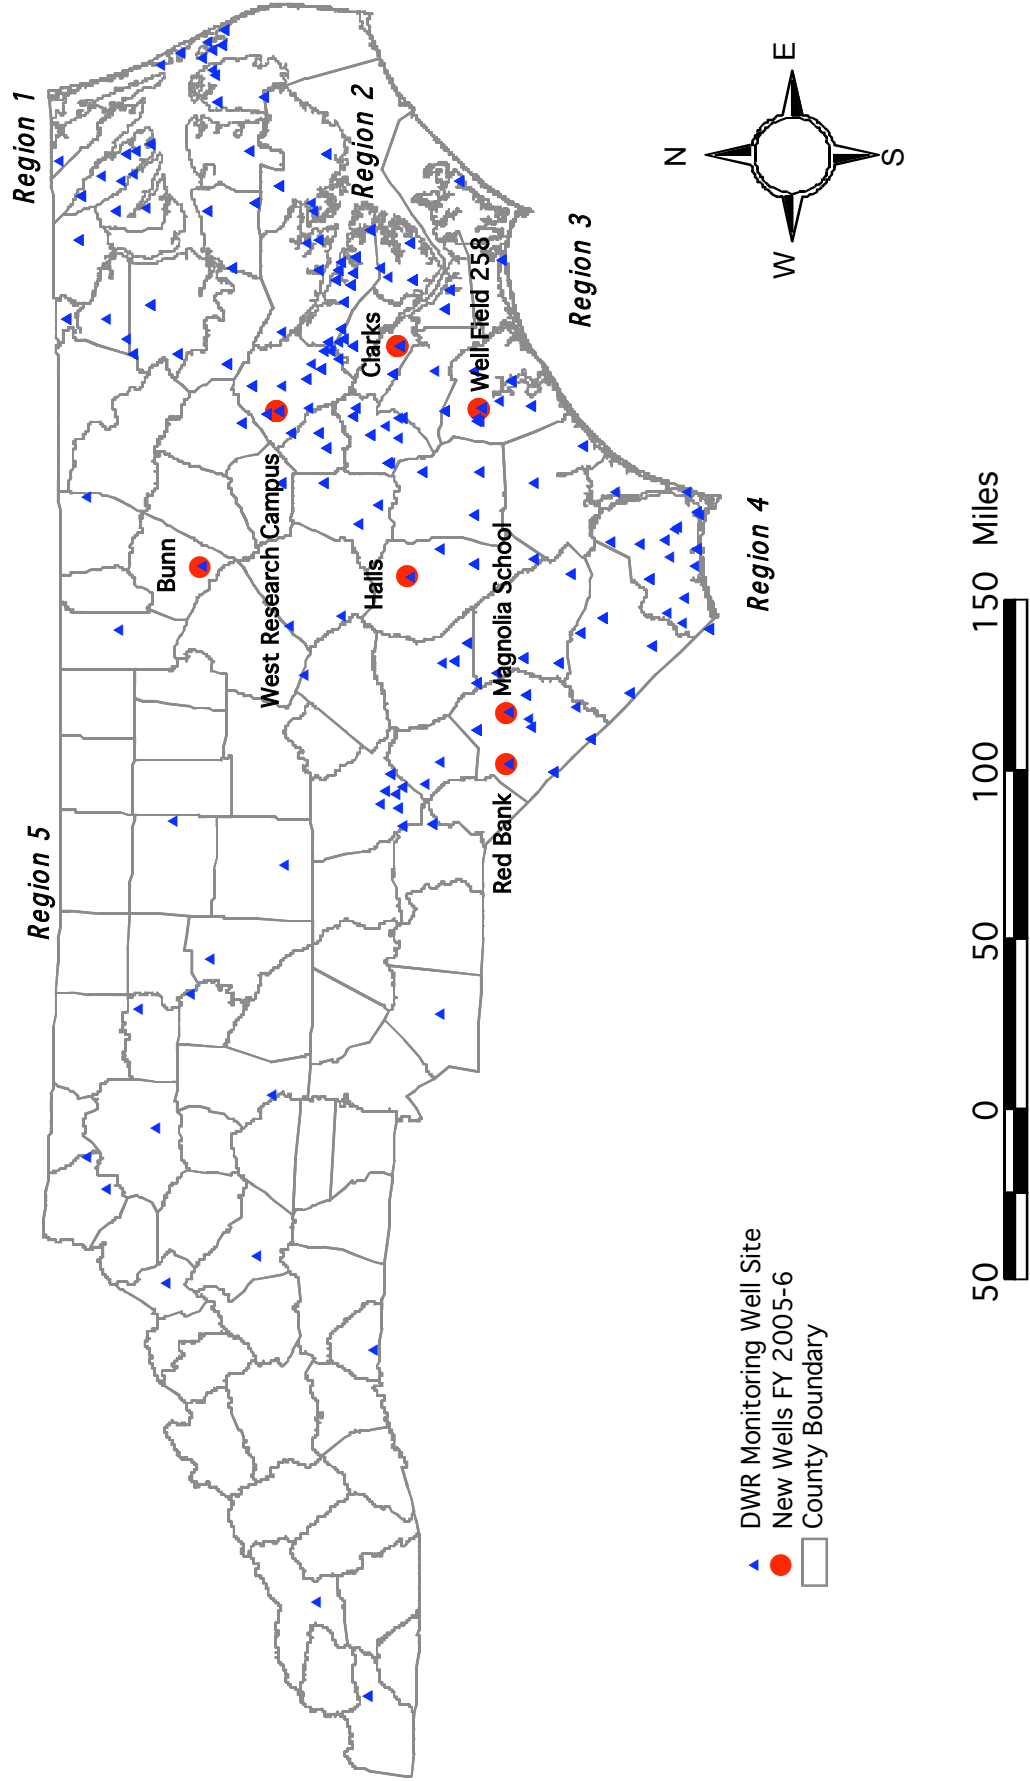 Region 1
Region 2
Region 3
Region 4
Region 5
Bunn
West Research Campus
Clarks
Halls
Well Field 258
Magnolia School
Red Bank
N
E
S
W
DWR Monitoring Well Site
New Wells FY 2005-6
County Boundary
50 0 50 100 150 Miles